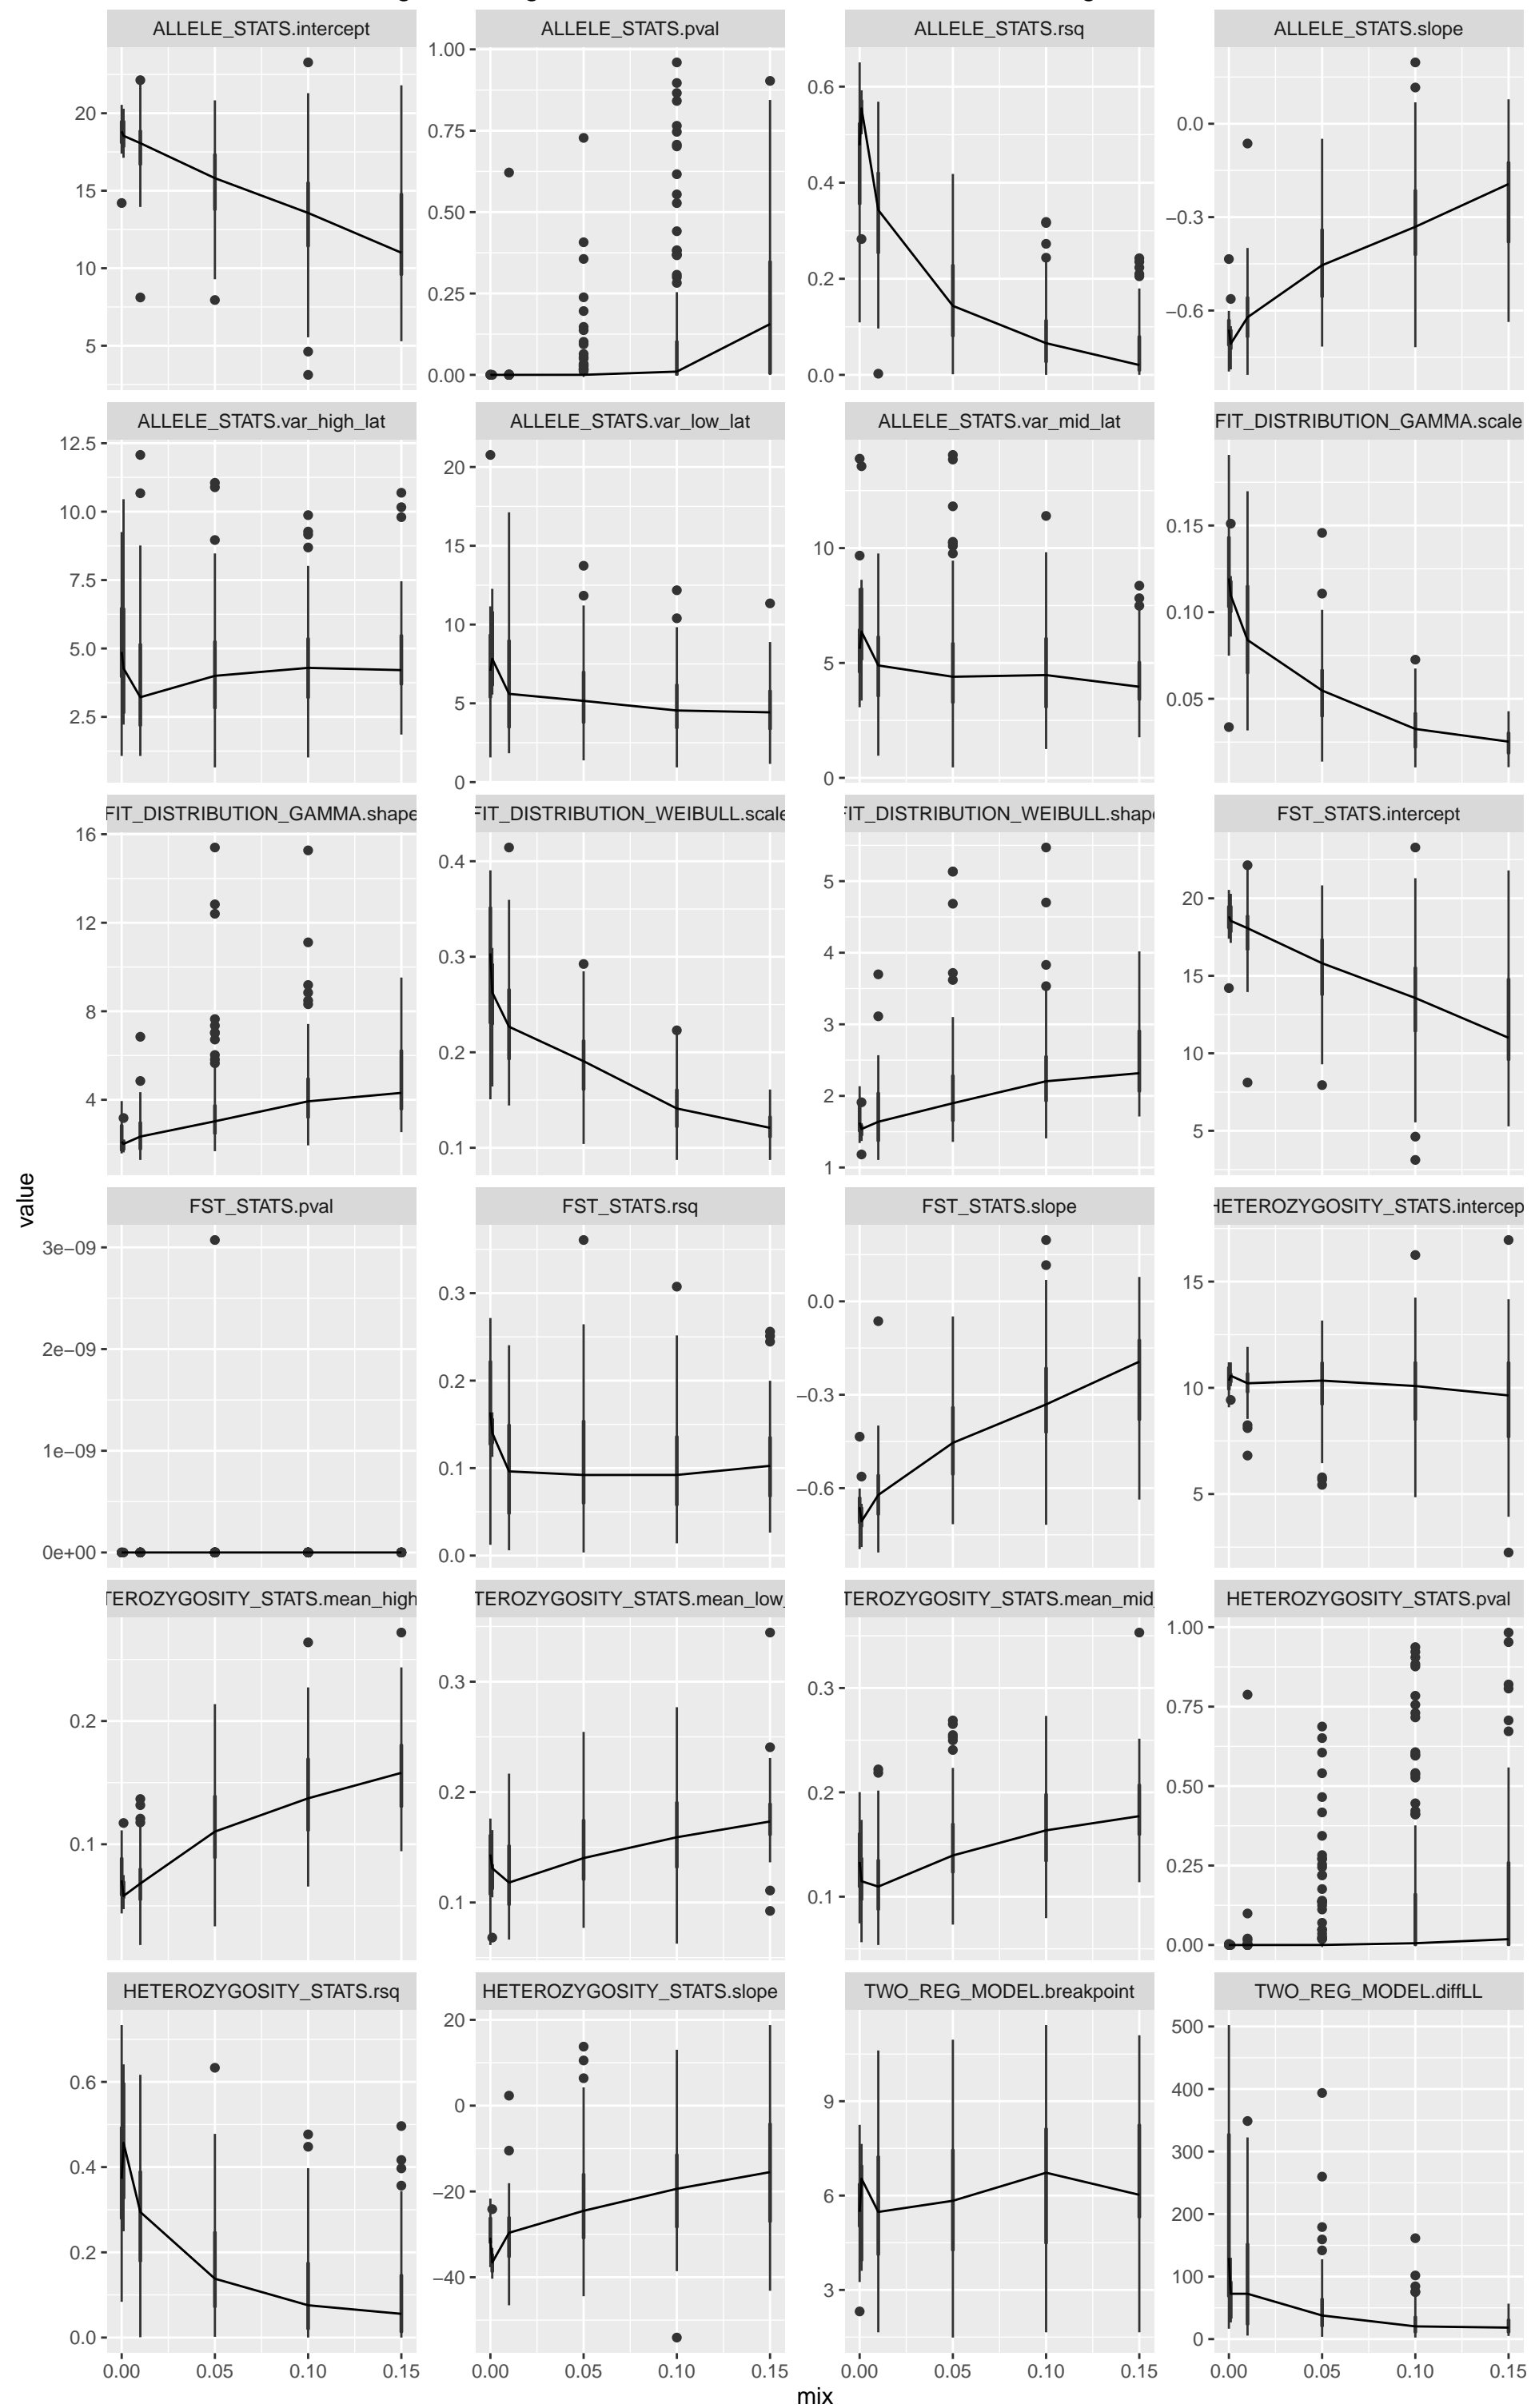 ALLELE_STATS.intercept ALLELE_STATS.pval ALLELE_STATS.rsq ALLELE_STATS.slope
20 15 10 5
1.00 0.75 0.50 0.25 0.00
0.6 0.4 0.2 0.0
0.0 −0.3 −0.6
ALLELE_STATS.var_high_lat ALLELE_STATS.var_low_lat ALLELE_STATS.var_mid_lat FIT_DISTRIBUTION_GAMMA.scale
12.5 10.0 7.5 5.0 2.5
20 15 10 5 0
10 5 0
0.15 0.10 0.05
FIT_DISTRIBUTION_GAMMA.shape FIT_DISTRIBUTION_WEIBULL.scale FIT_DISTRIBUTION_WEIBULL.shape FST_STATS.intercept
16 12 8 4
0.4 0.3 0.2 0.1
5 4 3 2 1
20 15 10 5
value
FST_STATS.pval FST_STATS.rsq FST_STATS.slope HETEROZYGOSITY_STATS.intercep
3e−09 2e−09 1e−09 0e+00
0.3 0.2 0.1 0.0
0.0 −0.3 −0.6
15 10 5
TEROZYGOSITY_STATS.mean_high TEROZYGOSITY_STATS.mean_low_ TEROZYGOSITY_STATS.mean_mid_ HETEROZYGOSITY_STATS.pval
0.2 0.1
0.3 0.2 0.1
0.3 0.2 0.1
1.00 0.75 0.50 0.25 0.00
HETEROZYGOSITY_STATS.rsq HETEROZYGOSITY_STATS.slope TWO_REG_MODEL.breakpoint TWO_REG_MODEL.diffLL
0.6 0.4 0.2 0.0
20 0 −20 −40
9 6 3
500 400 300 200 100 0
0.00 0.05 0.10 0.15 0.00 0.05 0.10 0.15 0.00 0.05 0.10 0.15 0.00 0.05 0.10 0.15
mix